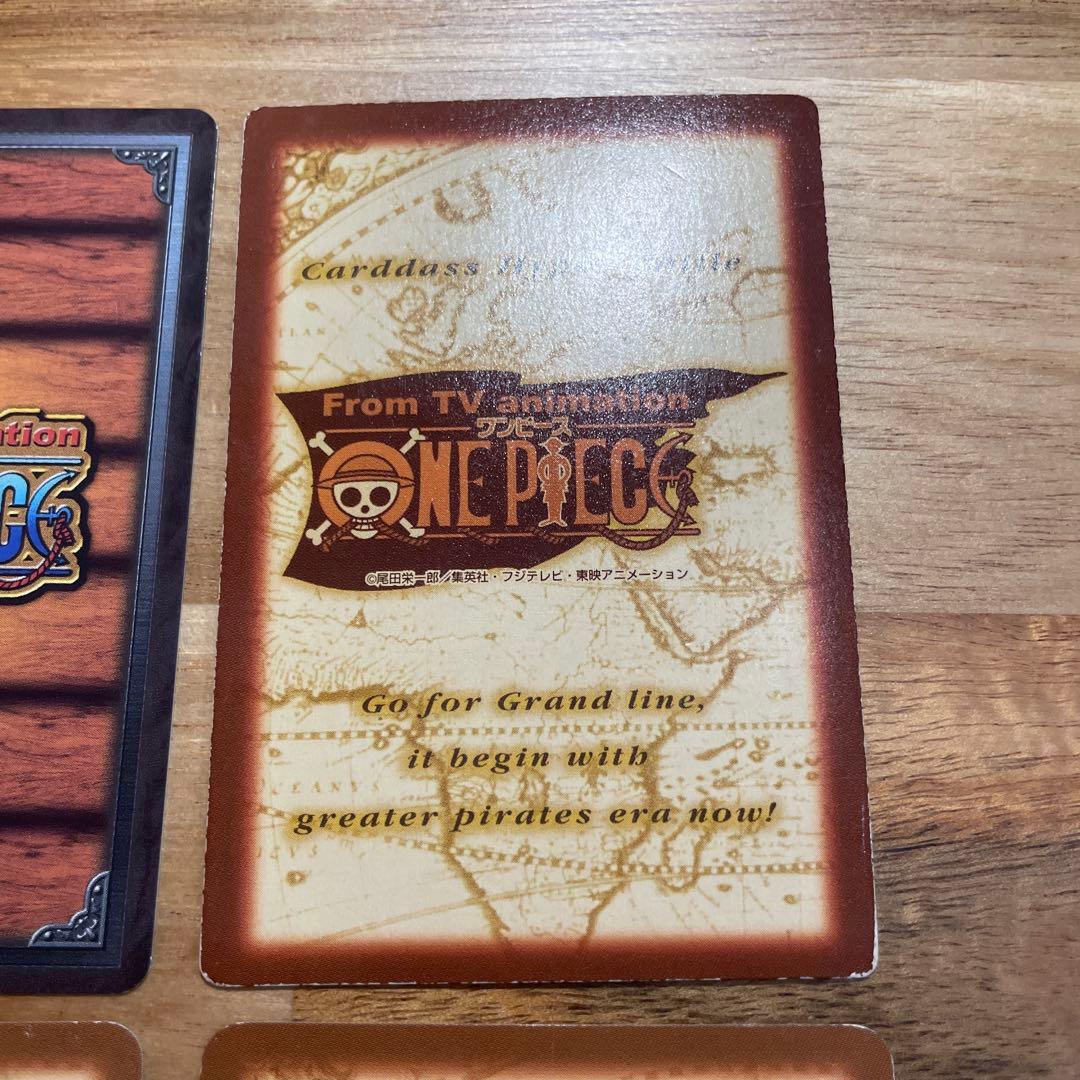 Carddass Hyper Battle
From TV animation
ワンピース
ONE PIECE
©尾田栄一郎/集英社・フジテレビ・東映アニメーション
Go for Grand line,
it begin with
greater pirates era now!